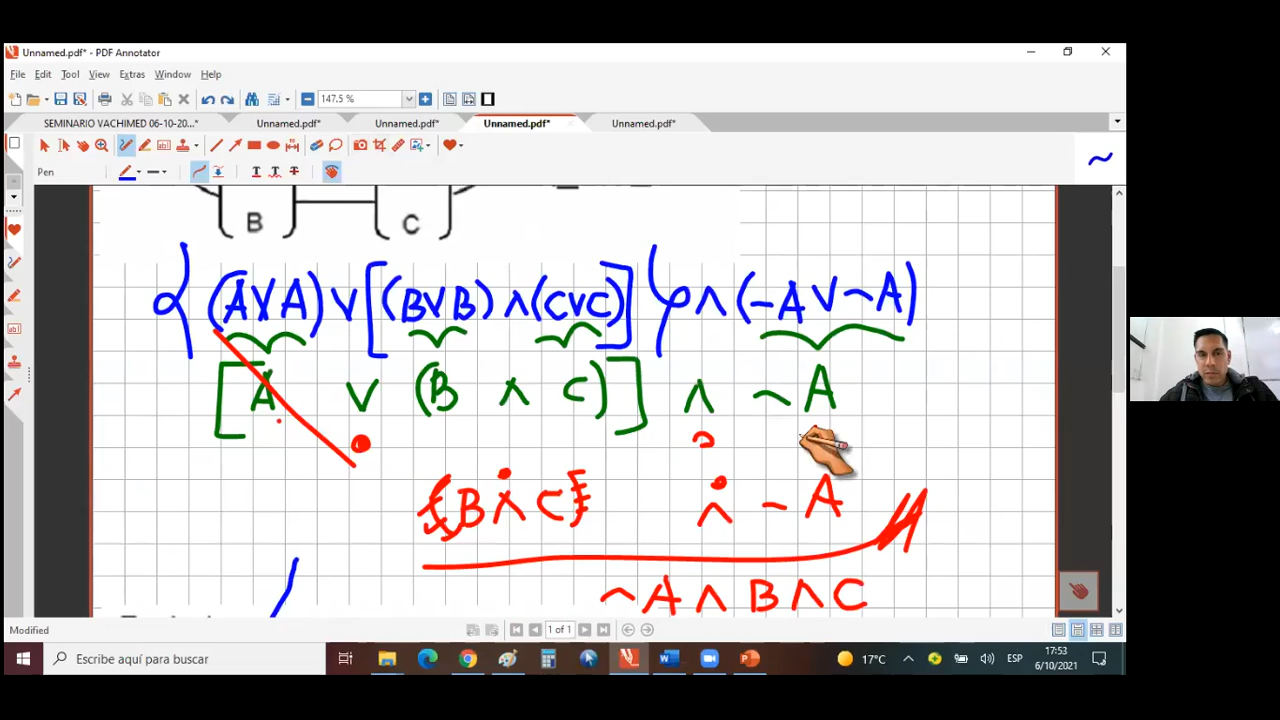 Unnamed.pdf* - PDF Annotator
File Edit Tool View Extras Window Help
147.5 %
SEMINARIO VACHIMED 06-10-20...* Unnamed.pdf* Unnamed.pdf* Unnamed.pdf* Unnamed.pdf*
Pen
B C
{(A∨A)∨[(B∨B)∧(C∨C)]}∧(-A∨~A)
[A ∨ (B ∧ C)] ∧ ~A
{B∧C} ∧ -A
~A∧B∧C
Modified
1 of 1
Escribe aquí para buscar
17°C
ESP
17:53
6/10/2021